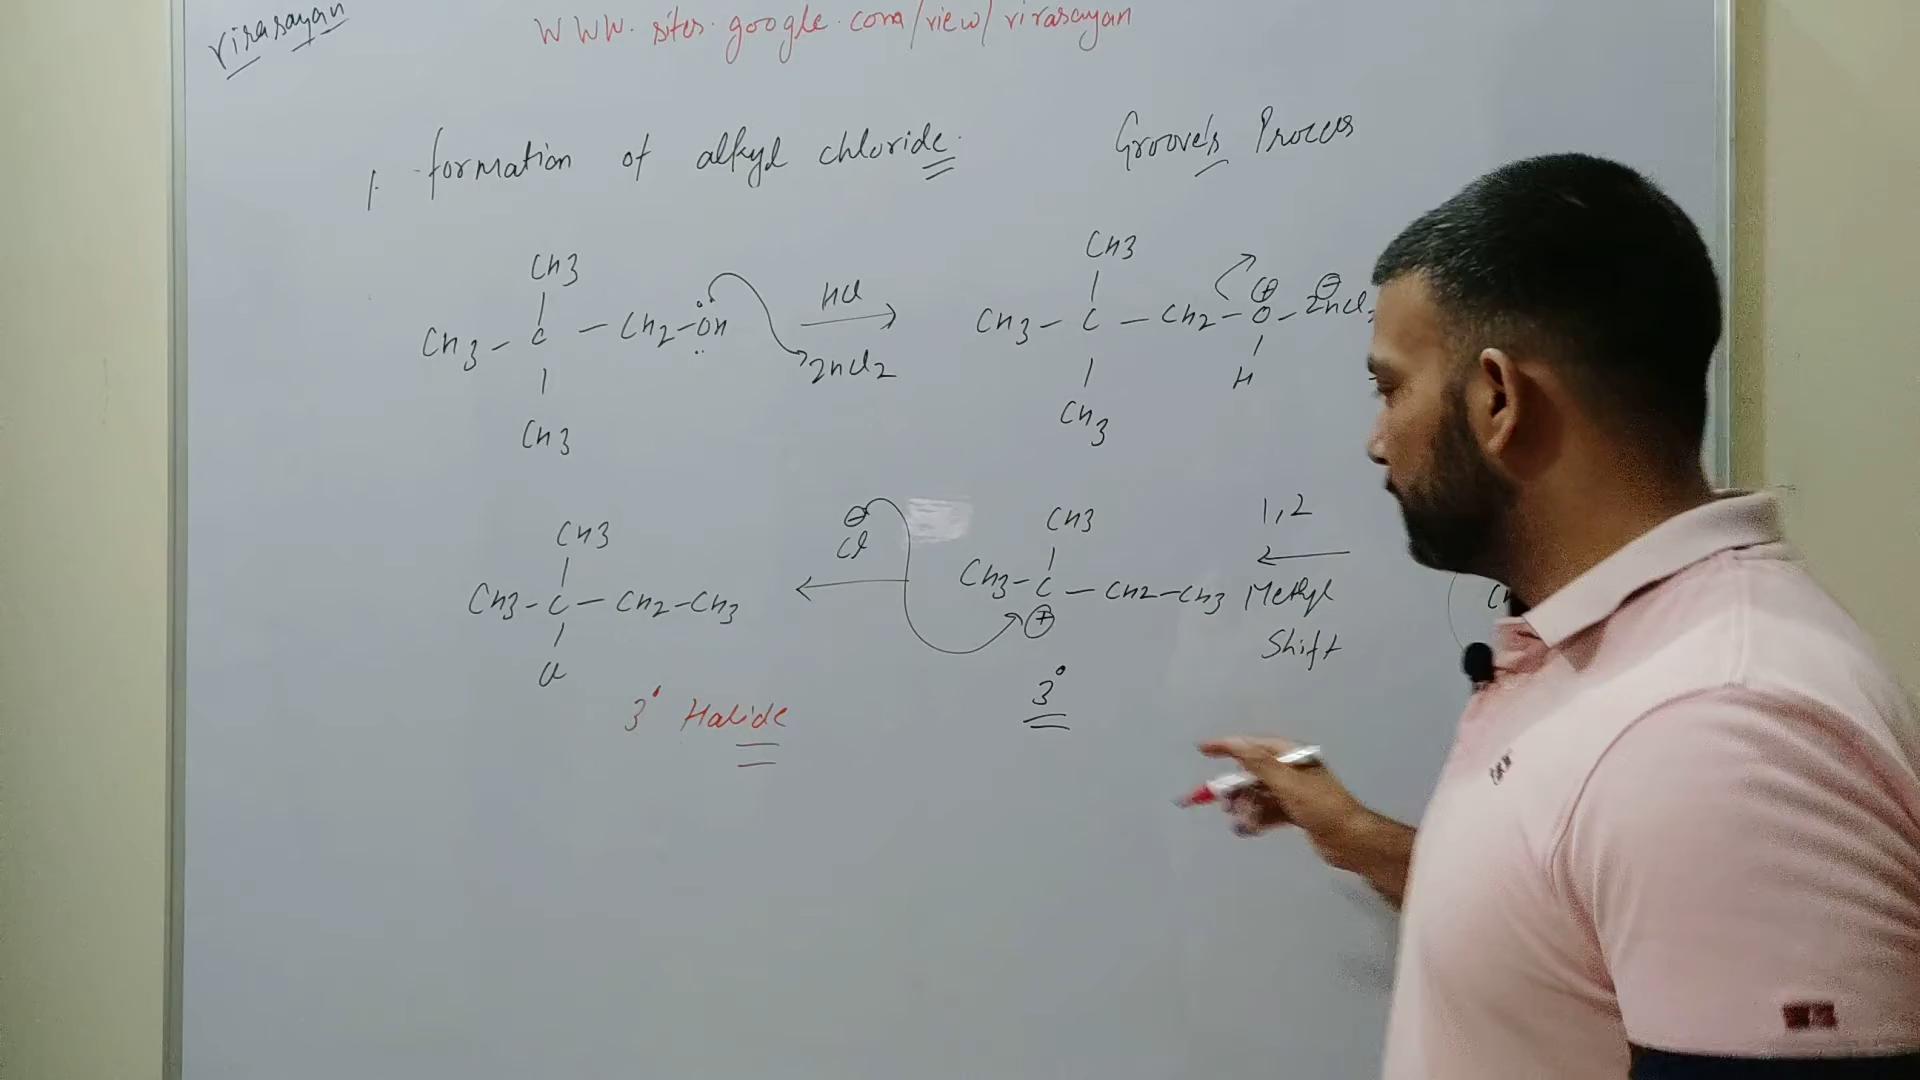 virasayan
WWW.sites.google.com/view/virasayan
1. formation of alkyl chloride.
Groove's Process
CH3
CH3-C-CH2-OH
CH3
HCl
ZnCl2
CH3
CH3-C-CH2-O-ZnCl2
⊕ ⊖
H
CH3
CH3
CH3-C-CH2-CH3
Cl
3° Halide
⊖
Cl
CH3
CH3-C-CH2-CH3
⊕
3°
1,2
Methyl
Shift